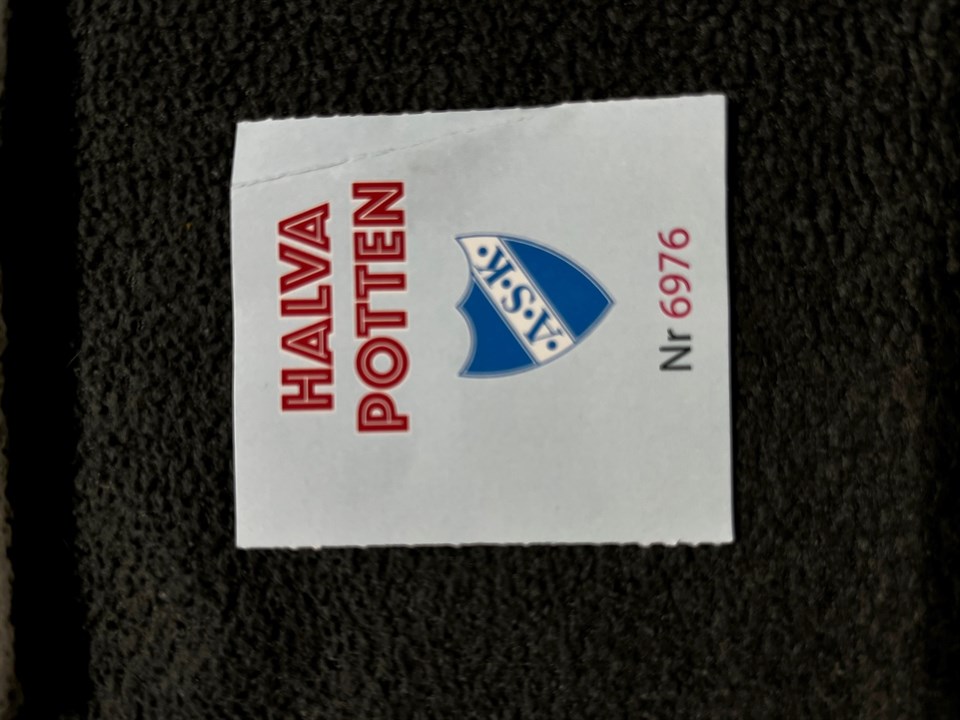 HALVA
POTTEN
•A•S•K•
Nr 6976